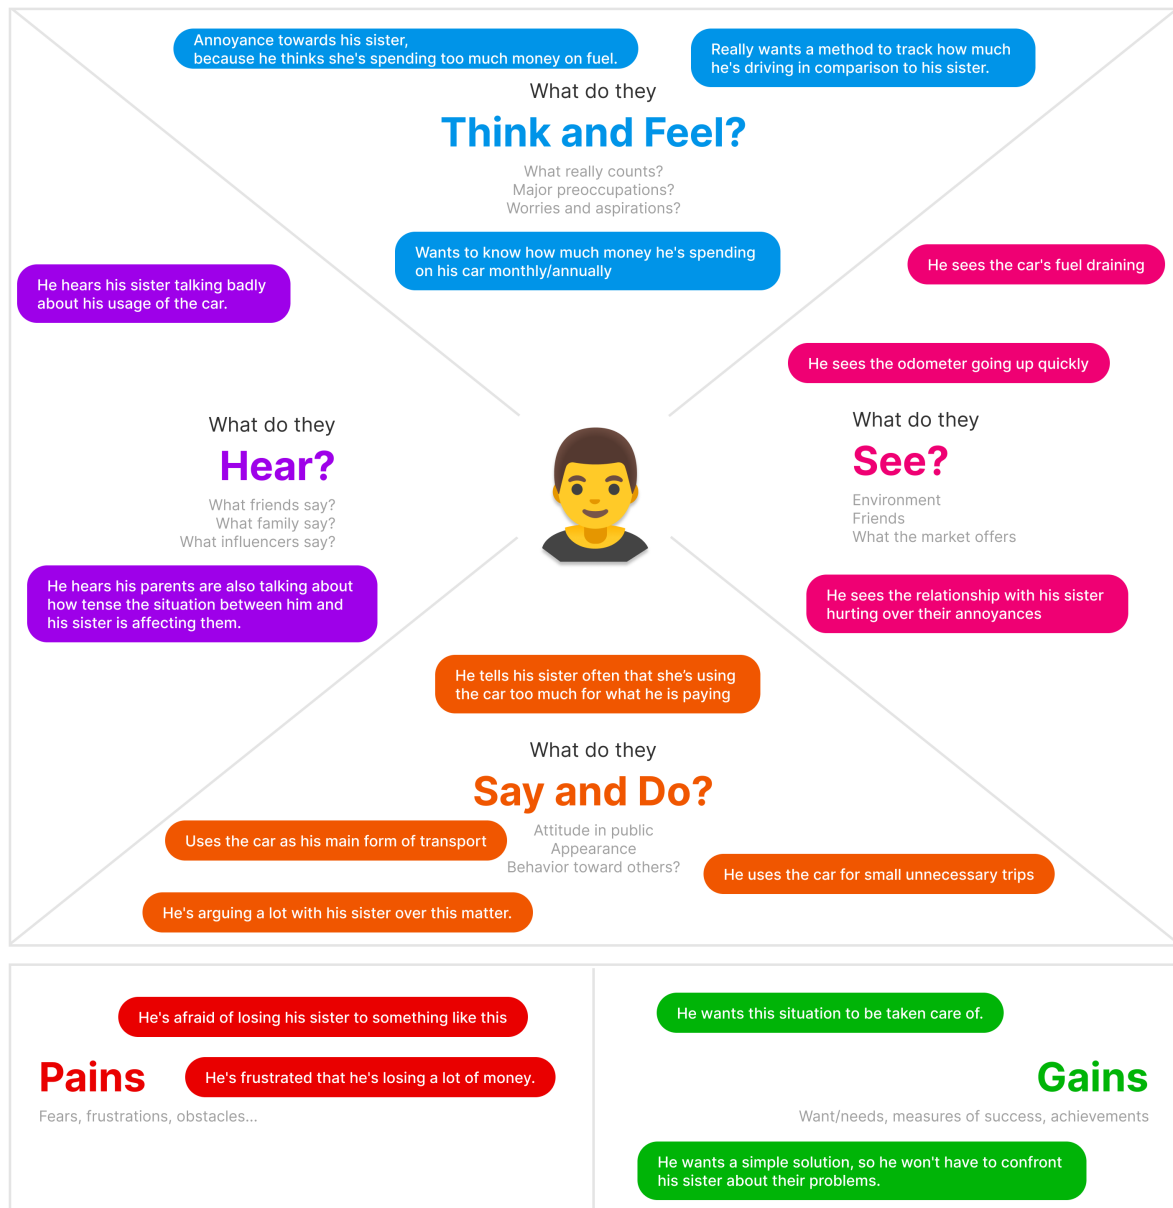 Annoyance towards his sister,
because he thinks she's spending too much money on fuel.
Really wants a method to track how much
he's driving in comparison to his sister.
What do they
Think and Feel?
What really counts?
Major preoccupations?
Worries and aspirations?
Wants to know how much money he's spending
on his car monthly/annually
He hears his sister talking badly
about his usage of the car.
What do they
Hear?
What friends say?
What family say?
What influencers say?
He hears his parents are also talking about
how tense the situation between him and
his sister is affecting them.
He sees the car's fuel draining
He sees the odometer going up quickly
What do they
See?
Environment
Friends
What the market offers
He sees the relationship with his sister
hurting over their annoyances
He tells his sister often that she’s using
the car too much for what he is paying
What do they
Say and Do?
Attitude in public
Appearance
Behavior toward others?
Uses the car as his main form of transport
He uses the car for small unnecessary trips
He's arguing a lot with his sister over this matter.
He's afraid of losing his sister to something like this
Pains
He's frustrated that he's losing a lot of money.
Fears, frustrations, obstacles...
He wants this situation to be taken care of.
Gains
Want/needs, measures of success, achievements
He wants a simple solution, so he won't have to confront
his sister about their problems.